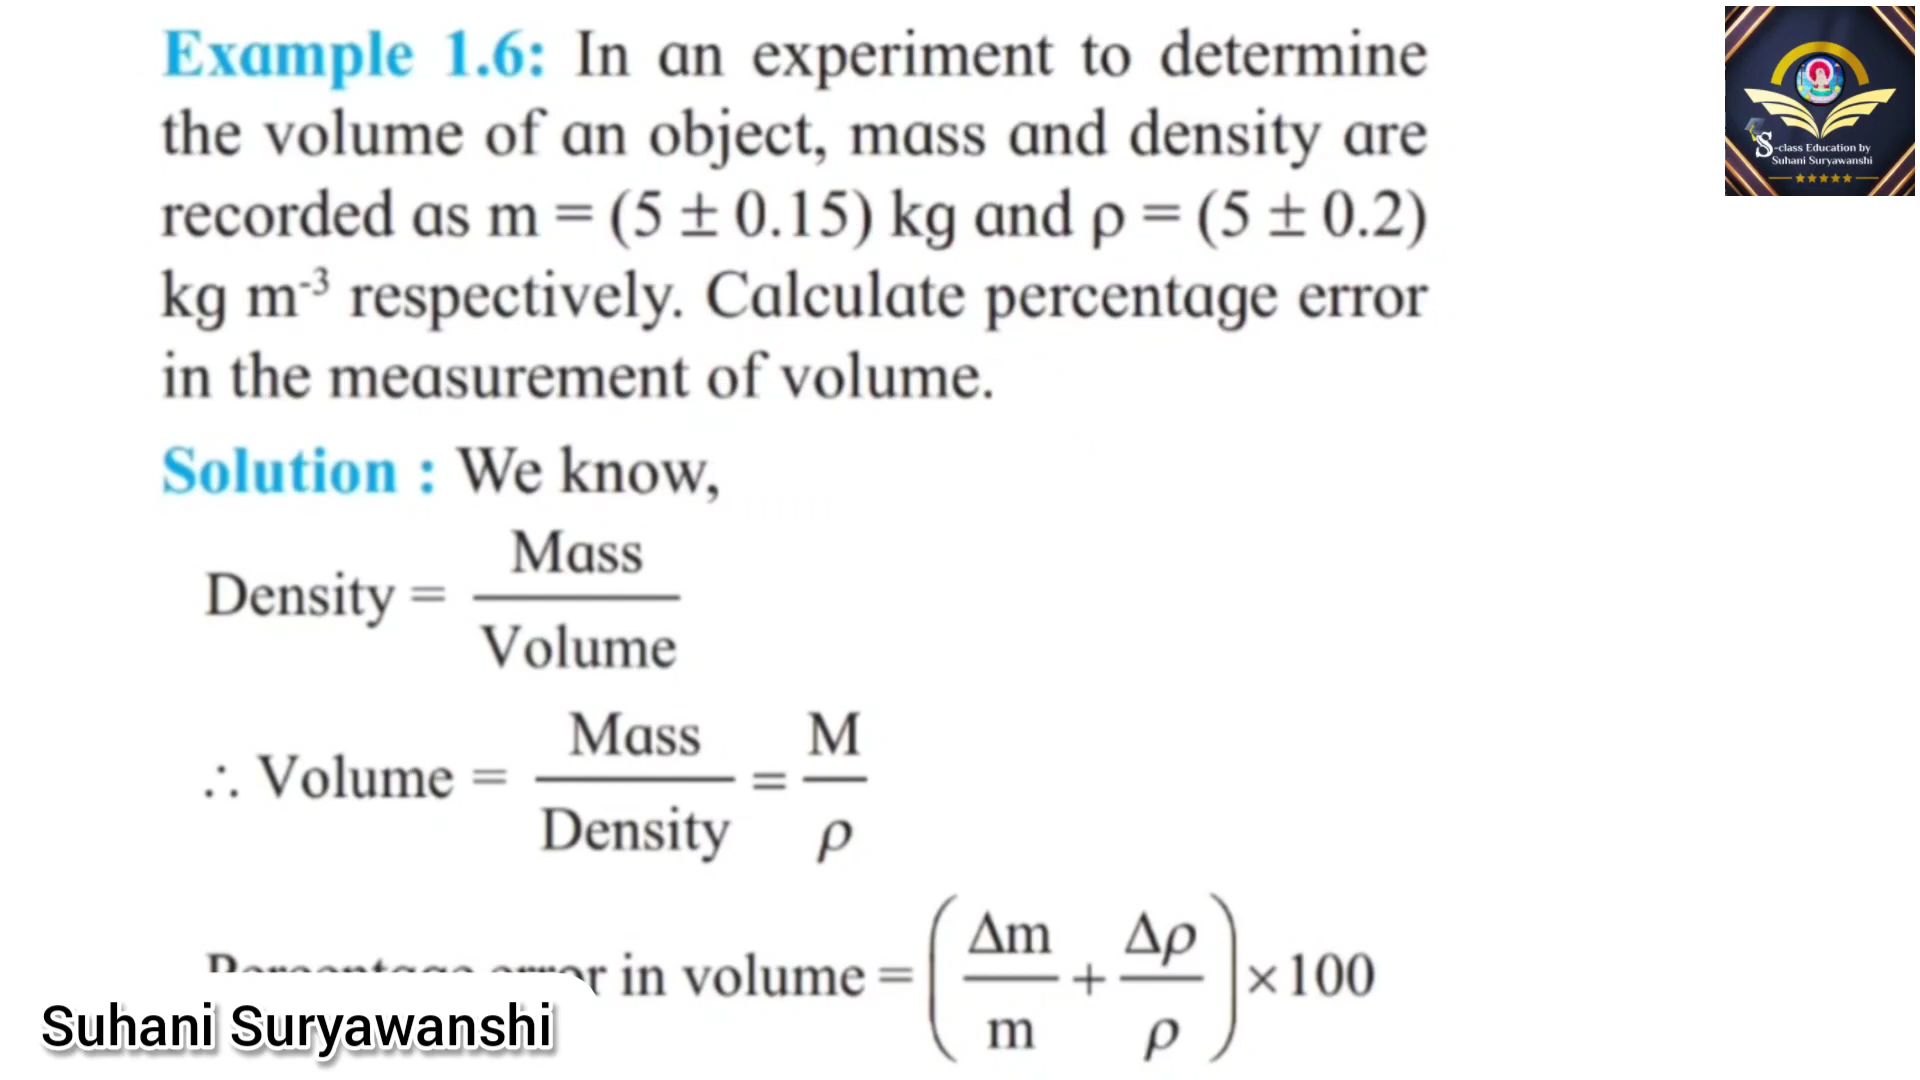 Example 1.6: In an experiment to determine
the volume of an object, mass and density are
recorded as m = (5 ± 0.15) kg and ρ = (5 ± 0.2)
kg m⁻³ respectively. Calculate percentage error
in the measurement of volume.
Solution : We know,
Density = Mass / Volume
∴ Volume = Mass / Density = M / ρ
Percentage error in volume = (Δm / m + Δρ / ρ) × 100
Suhani Suryawanshi
S-class Education by
Suhani Suryawanshi